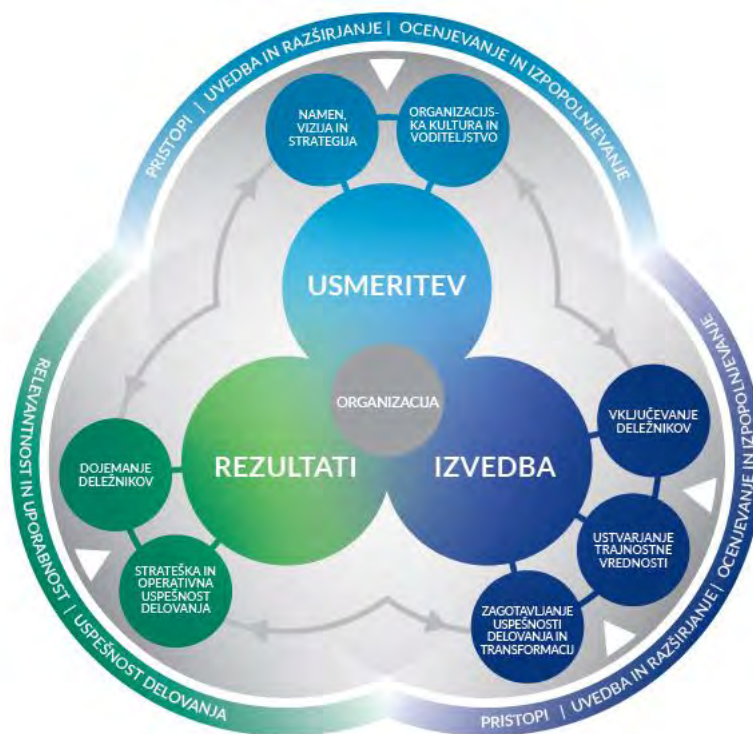 PRISTOPI | UVEDBA IN RAZŠIRJANJE | OCENJEVANJE IN IZPOPOLNJEVANJE
NAMEN,
VIZIJA IN
STRATEGIJA
ORGANIZACIJS-
KA KULTURA IN
VODITELJSTVO
USMERITEV
ORGANIZACIJA
REZULTATI
IZVEDBA
VKLJUČEVANJE
DELEŽNIKOV
USTVARJANJE
TRAJNOSTNE
VREDNOSTI
ZAGOTAVLJANJE
USPEŠNOSTI
DELOVANJA IN
TRANSFORMACIJ
DOJEMANJE
DELEŽNIKOV
STRATEŠKA IN
OPERATIVNA
USPEŠNOST
DELOVANJA
RELEVANTNOST IN UPORABNOST | USPEŠNOST DELOVANJA
PRISTOPI | UVEDBA IN RAZŠIRJANJE | OCENJEVANJE IN IZPOPOLNJEVANJE